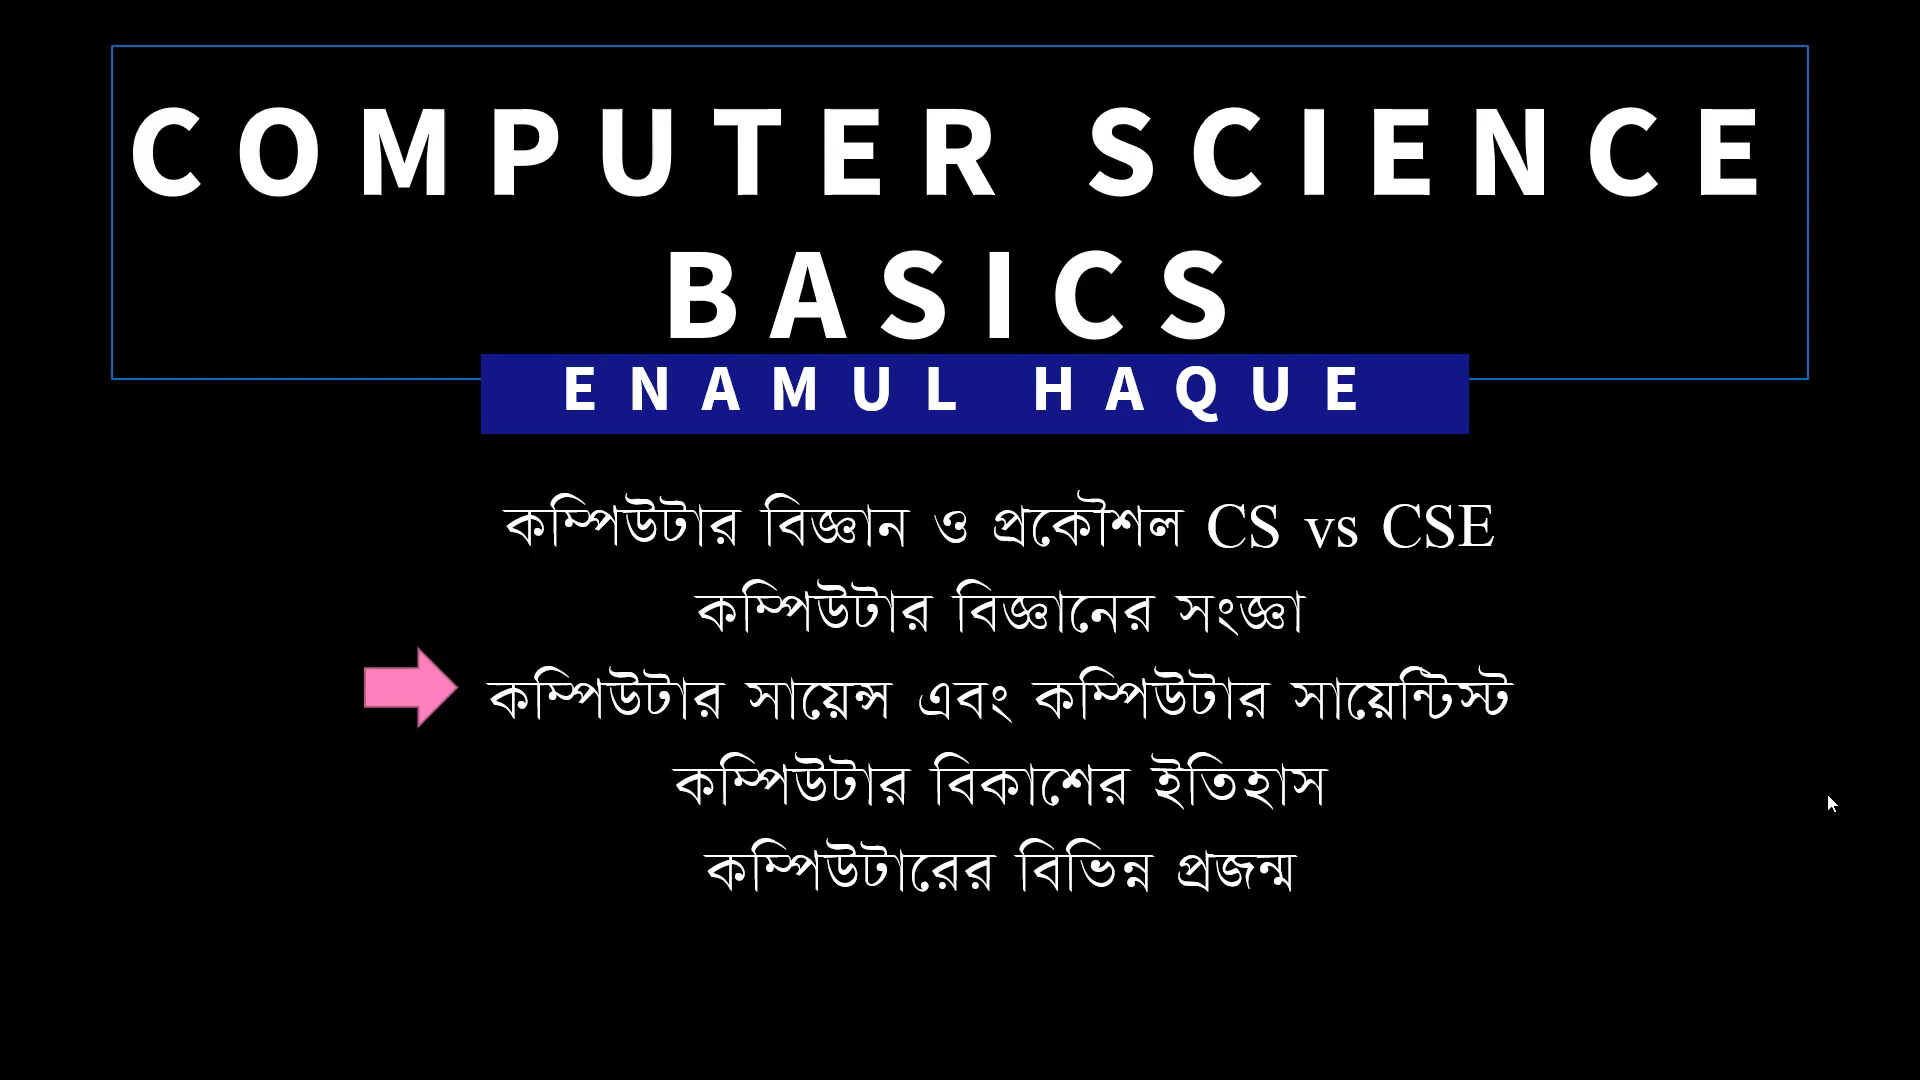 COMPUTER SCIENCE
BASICS
ENAMUL HAQUE
কম্পিউটার বিজ্ঞান ও প্রকৌশল CS vs CSE
কম্পিউটার বিজ্ঞানের সংজ্ঞা
কম্পিউটার সায়েন্স এবং কম্পিউটার সায়েন্টিস্ট
কম্পিউটার বিকাশের ইতিহাস
কম্পিউটারের বিভিন্ন প্রজন্ম